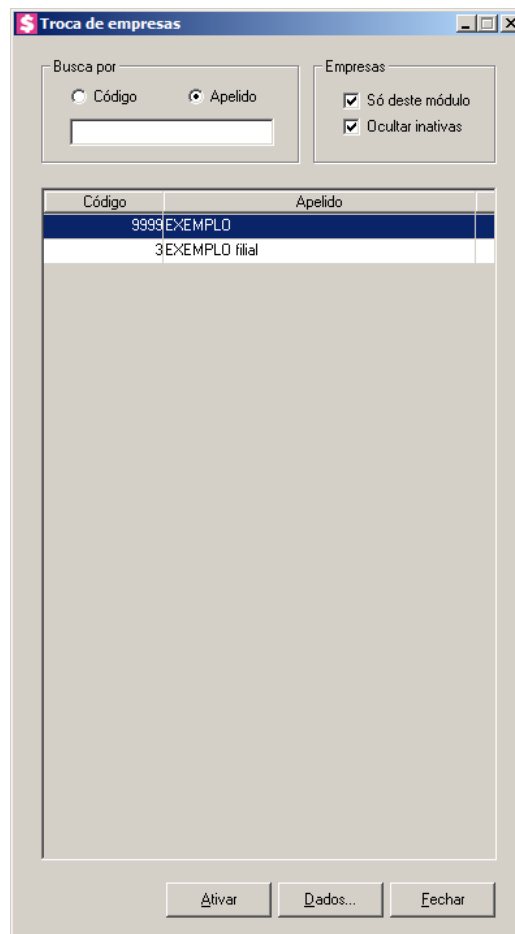 $ Troca de empresas
Busca por
Código
Apelido
Empresas
Só deste módulo
Ocultar inativas
Código Apelido
9999 EXEMPLO
3 EXEMPLO filial
Ativar
Dados...
Fechar